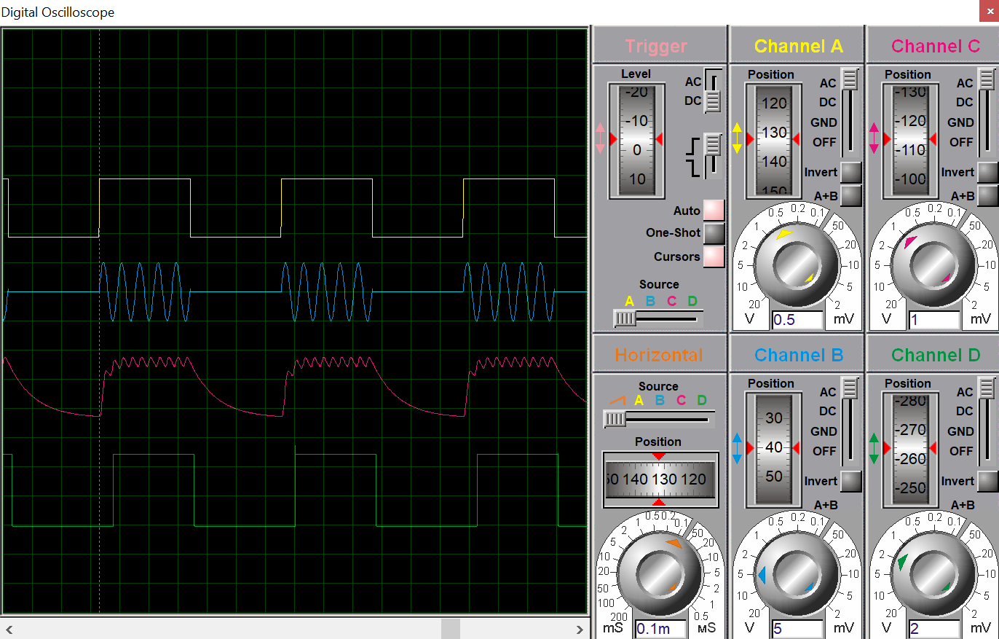 Digital Oscilloscope
Trigger
Level
-20
-10
0
10
AC
DC
Auto
One-Shot
Cursors
Source
A B C D
Channel A
Position
120
130
140
150
AC
DC
GND
OFF
Invert
A+B
20 10 5 2 1 0.5 0.2 0.1 50 20 10 5 2
V 0.5 mV
Channel C
Position
-130
-120
-110
-100
AC
DC
GND
OFF
Invert
A+B
20 10 5 2 1 0.5 0.2 0.1 50 20 10 5 2
V 1 mV
Horizontal
Source
A B C D
Position
140 130 120
200 100 50 20 10 5 2 1 0.5 0.2 0.1 50 20 10 5 2 1 0.5
mS 0.1m мS
Channel B
Position
30
40
50
AC
DC
GND
OFF
Invert
A+B
20 10 5 2 1 0.5 0.2 0.1 50 20 10 5 2
V 5 mV
Channel D
Position
-280
-270
-260
-250
AC
DC
GND
OFF
Invert
A+B
20 10 5 2 1 0.5 0.2 0.1 50 20 10 5 2
V 2 mV